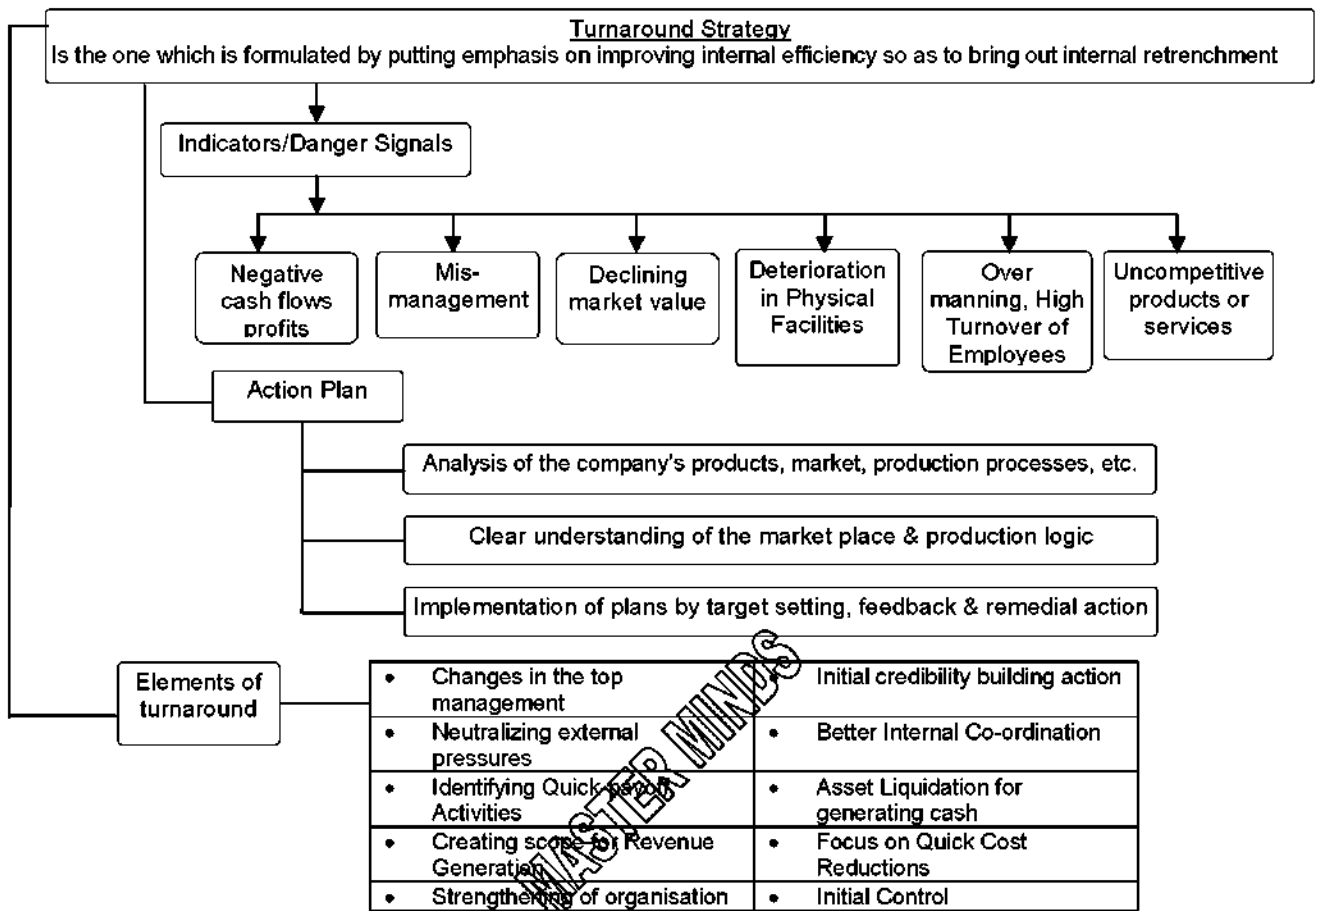 Turnaround Strategy
Is the one which is formulated by putting emphasis on improving internal efficiency so as to bring out internal retrenchment
Indicators/Danger Signals
Negative
cash flows
profits
Mis-
management
Declining
market value
Deterioration
in Physical
Facilities
Over
manning, High
Turnover of
Employees
Uncompetitive
products or
services
Action Plan
Analysis of the company's products, market, production processes, etc.
Clear understanding of the market place & production logic
Implementation of plans by target setting, feedback & remedial action
Elements of
turnaround
• Changes in the top
management
• Initial credibility building action
• Neutralizing external
pressures
• Better Internal Co-ordination
• Identifying Quick-payoff
Activities
• Asset Liquidation for
generating cash
• Creating scope for Revenue
Generation
• Focus on Quick Cost
Reductions
• Strengthening of organisation
• Initial Control
MASTER MINDS